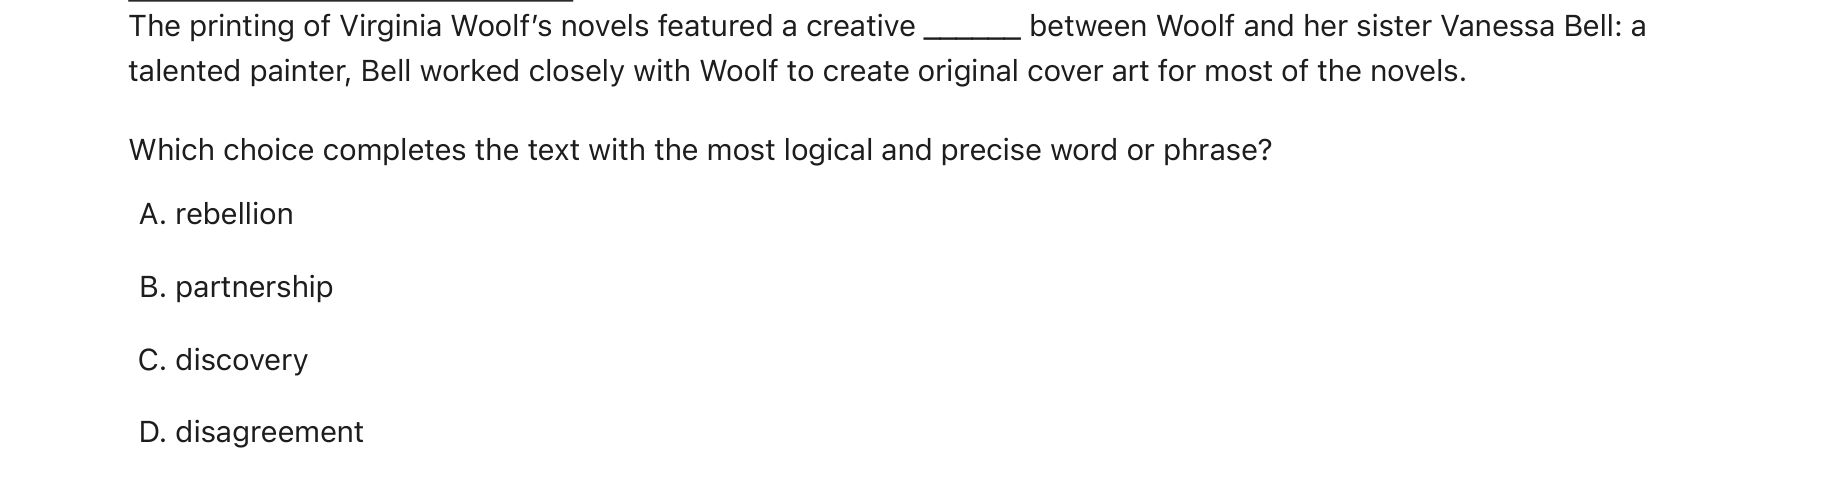 The printing of Virginia Woolf’s novels featured a creative ______ between Woolf and her sister Vanessa Bell: a
talented painter, Bell worked closely with Woolf to create original cover art for most of the novels.
Which choice completes the text with the most logical and precise word or phrase?
A. rebellion
B. partnership
C. discovery
D. disagreement